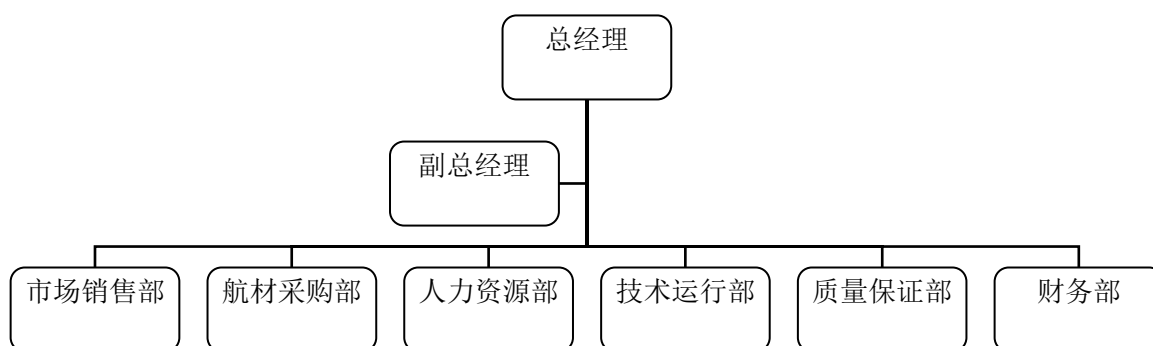 总经理
副总经理
市场销售部
航材采购部
人力资源部
技术运行部
质量保证部
财务部